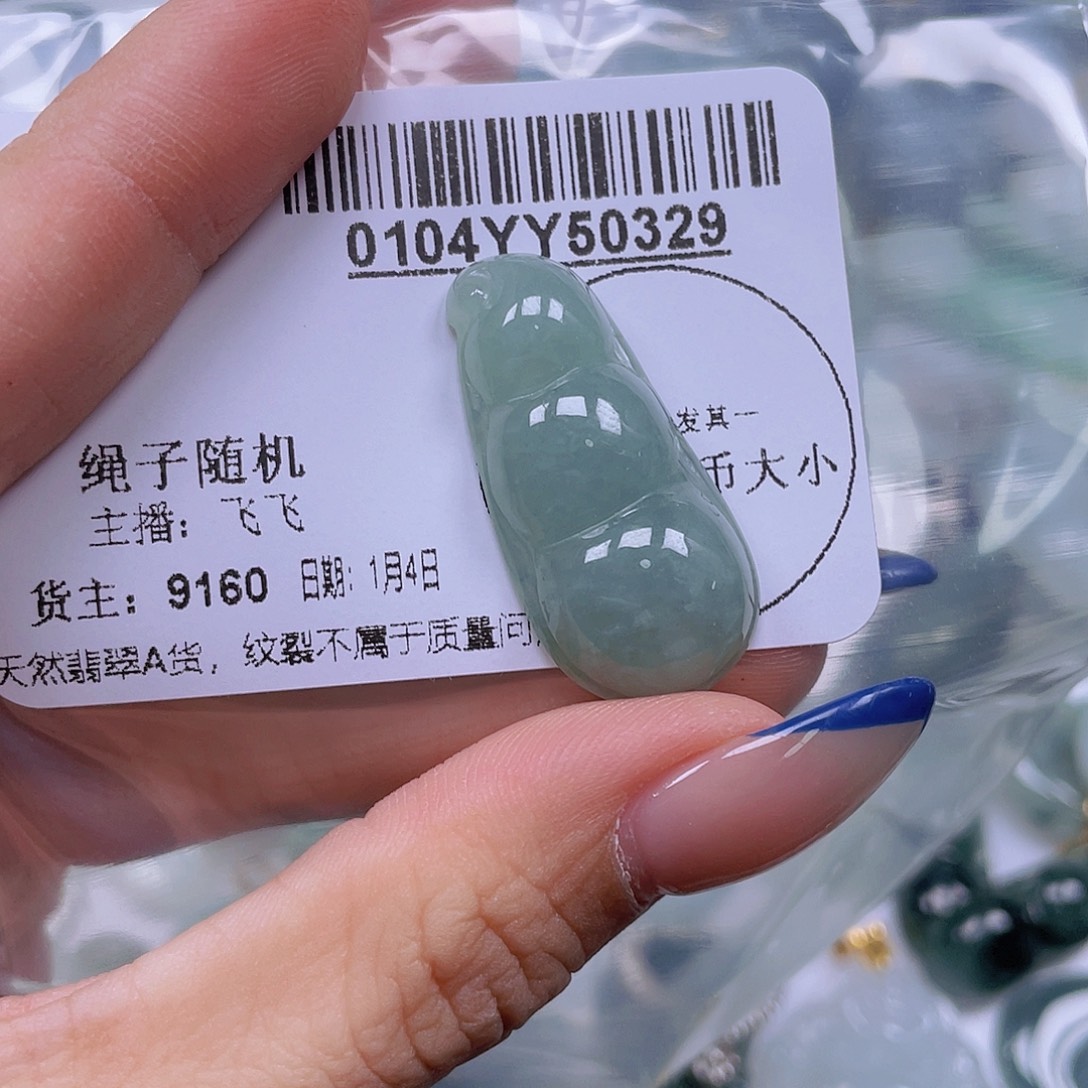 0104YY50329
发其一
币大小
绳子随机
主播：飞飞
货主：9160 日期：1月4日
天然翡翠A货，纹裂不属于质量问